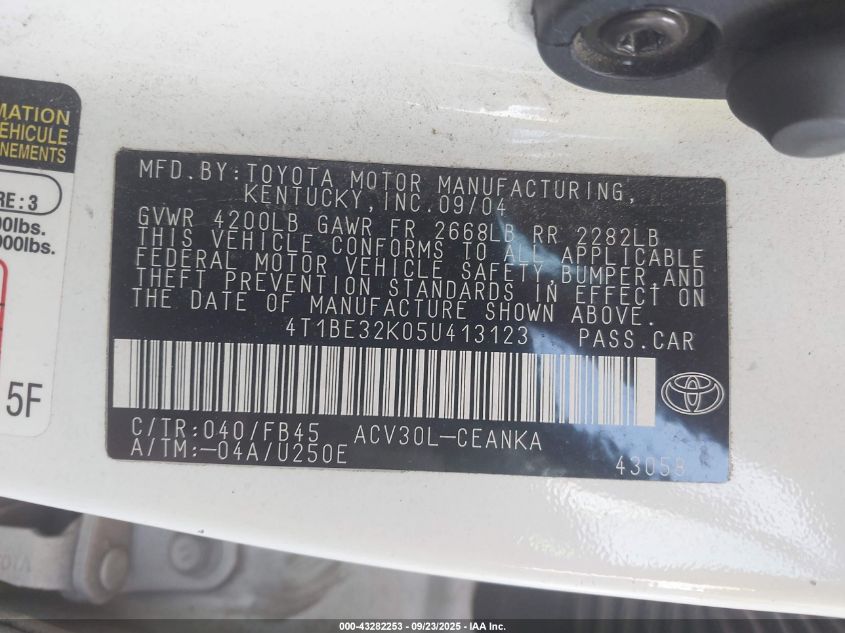 MATION
EHICULE
NEMENTS
RE : 3
00lbs.
000lbs.
5F
MFD.BY:TOYOTA MOTOR MANUFACTURING,
KENTUCKY, INC.09/04
GVWR 4200LB GAWR FR 2668LB RR 2282LB
THIS VEHICLE CONFORMS TO ALL APPLICABLE
FEDERAL MOTOR VEHICLE SAFETY,BUMPER,AND
THEFT PREVENTION STANDARDS IN EFFECT ON
THE DATE OF MANUFACTURE SHOWN ABOVE.
4T1BE32K05U413123 PASS.CAR
C/TR:040/FB45 ACV30L-CEANKA
A/TM:-04A/U250E
43058
000-43282253 - 09/23/2025 - IAA Inc.